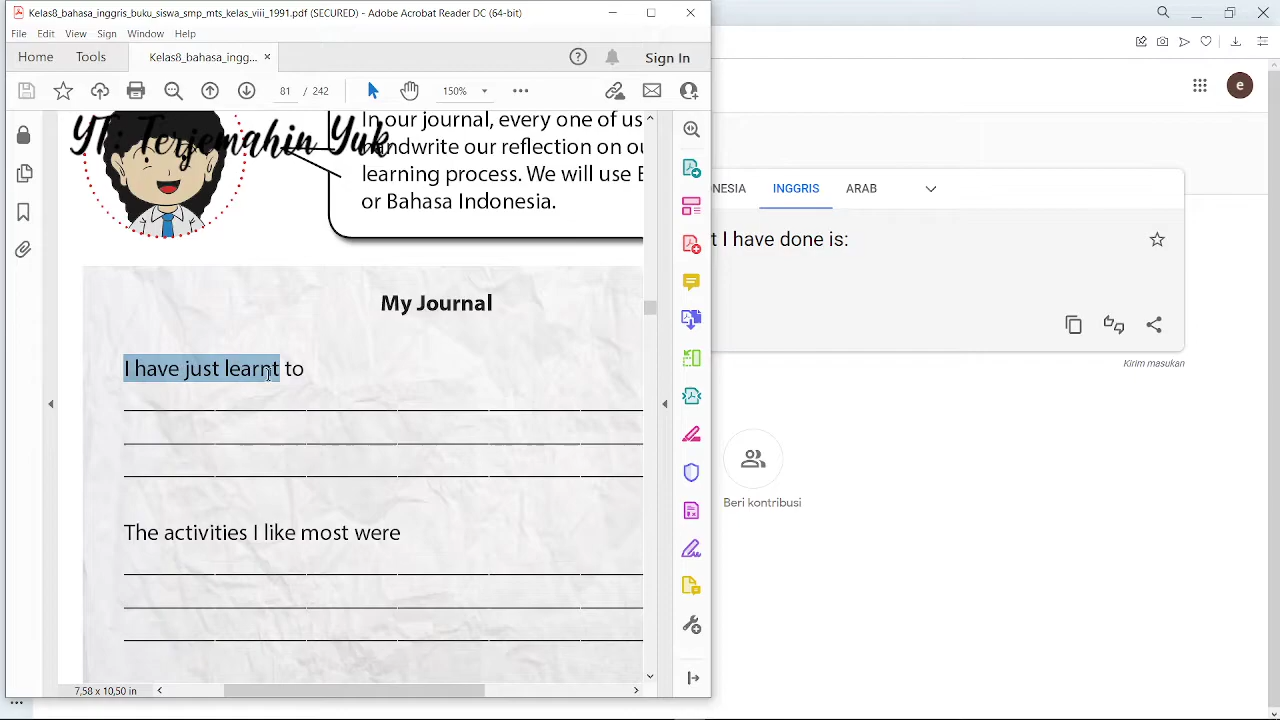 Kelas8_bahasa_inggris_buku_siswa_smp_mts_kelas_viii_1991.pdf (SECURED) - Adobe Acrobat Reader DC (64-bit)
File Edit View Sign Window Help
Home Tools Kelas8_bahasa_ingg... Sign In
81 / 242 150%
e
YT: Terjemahin Yuk
In our journal, every one of us
handwrite our reflection on ou
learning process. We will use E
or Bahasa Indonesia.
NESIA INGGRIS ARAB
t I have done is:
My Journal
I have just learnt to
Kirim masukan
The activities I like most were
Beri kontribusi
7,58 x 10,50 in